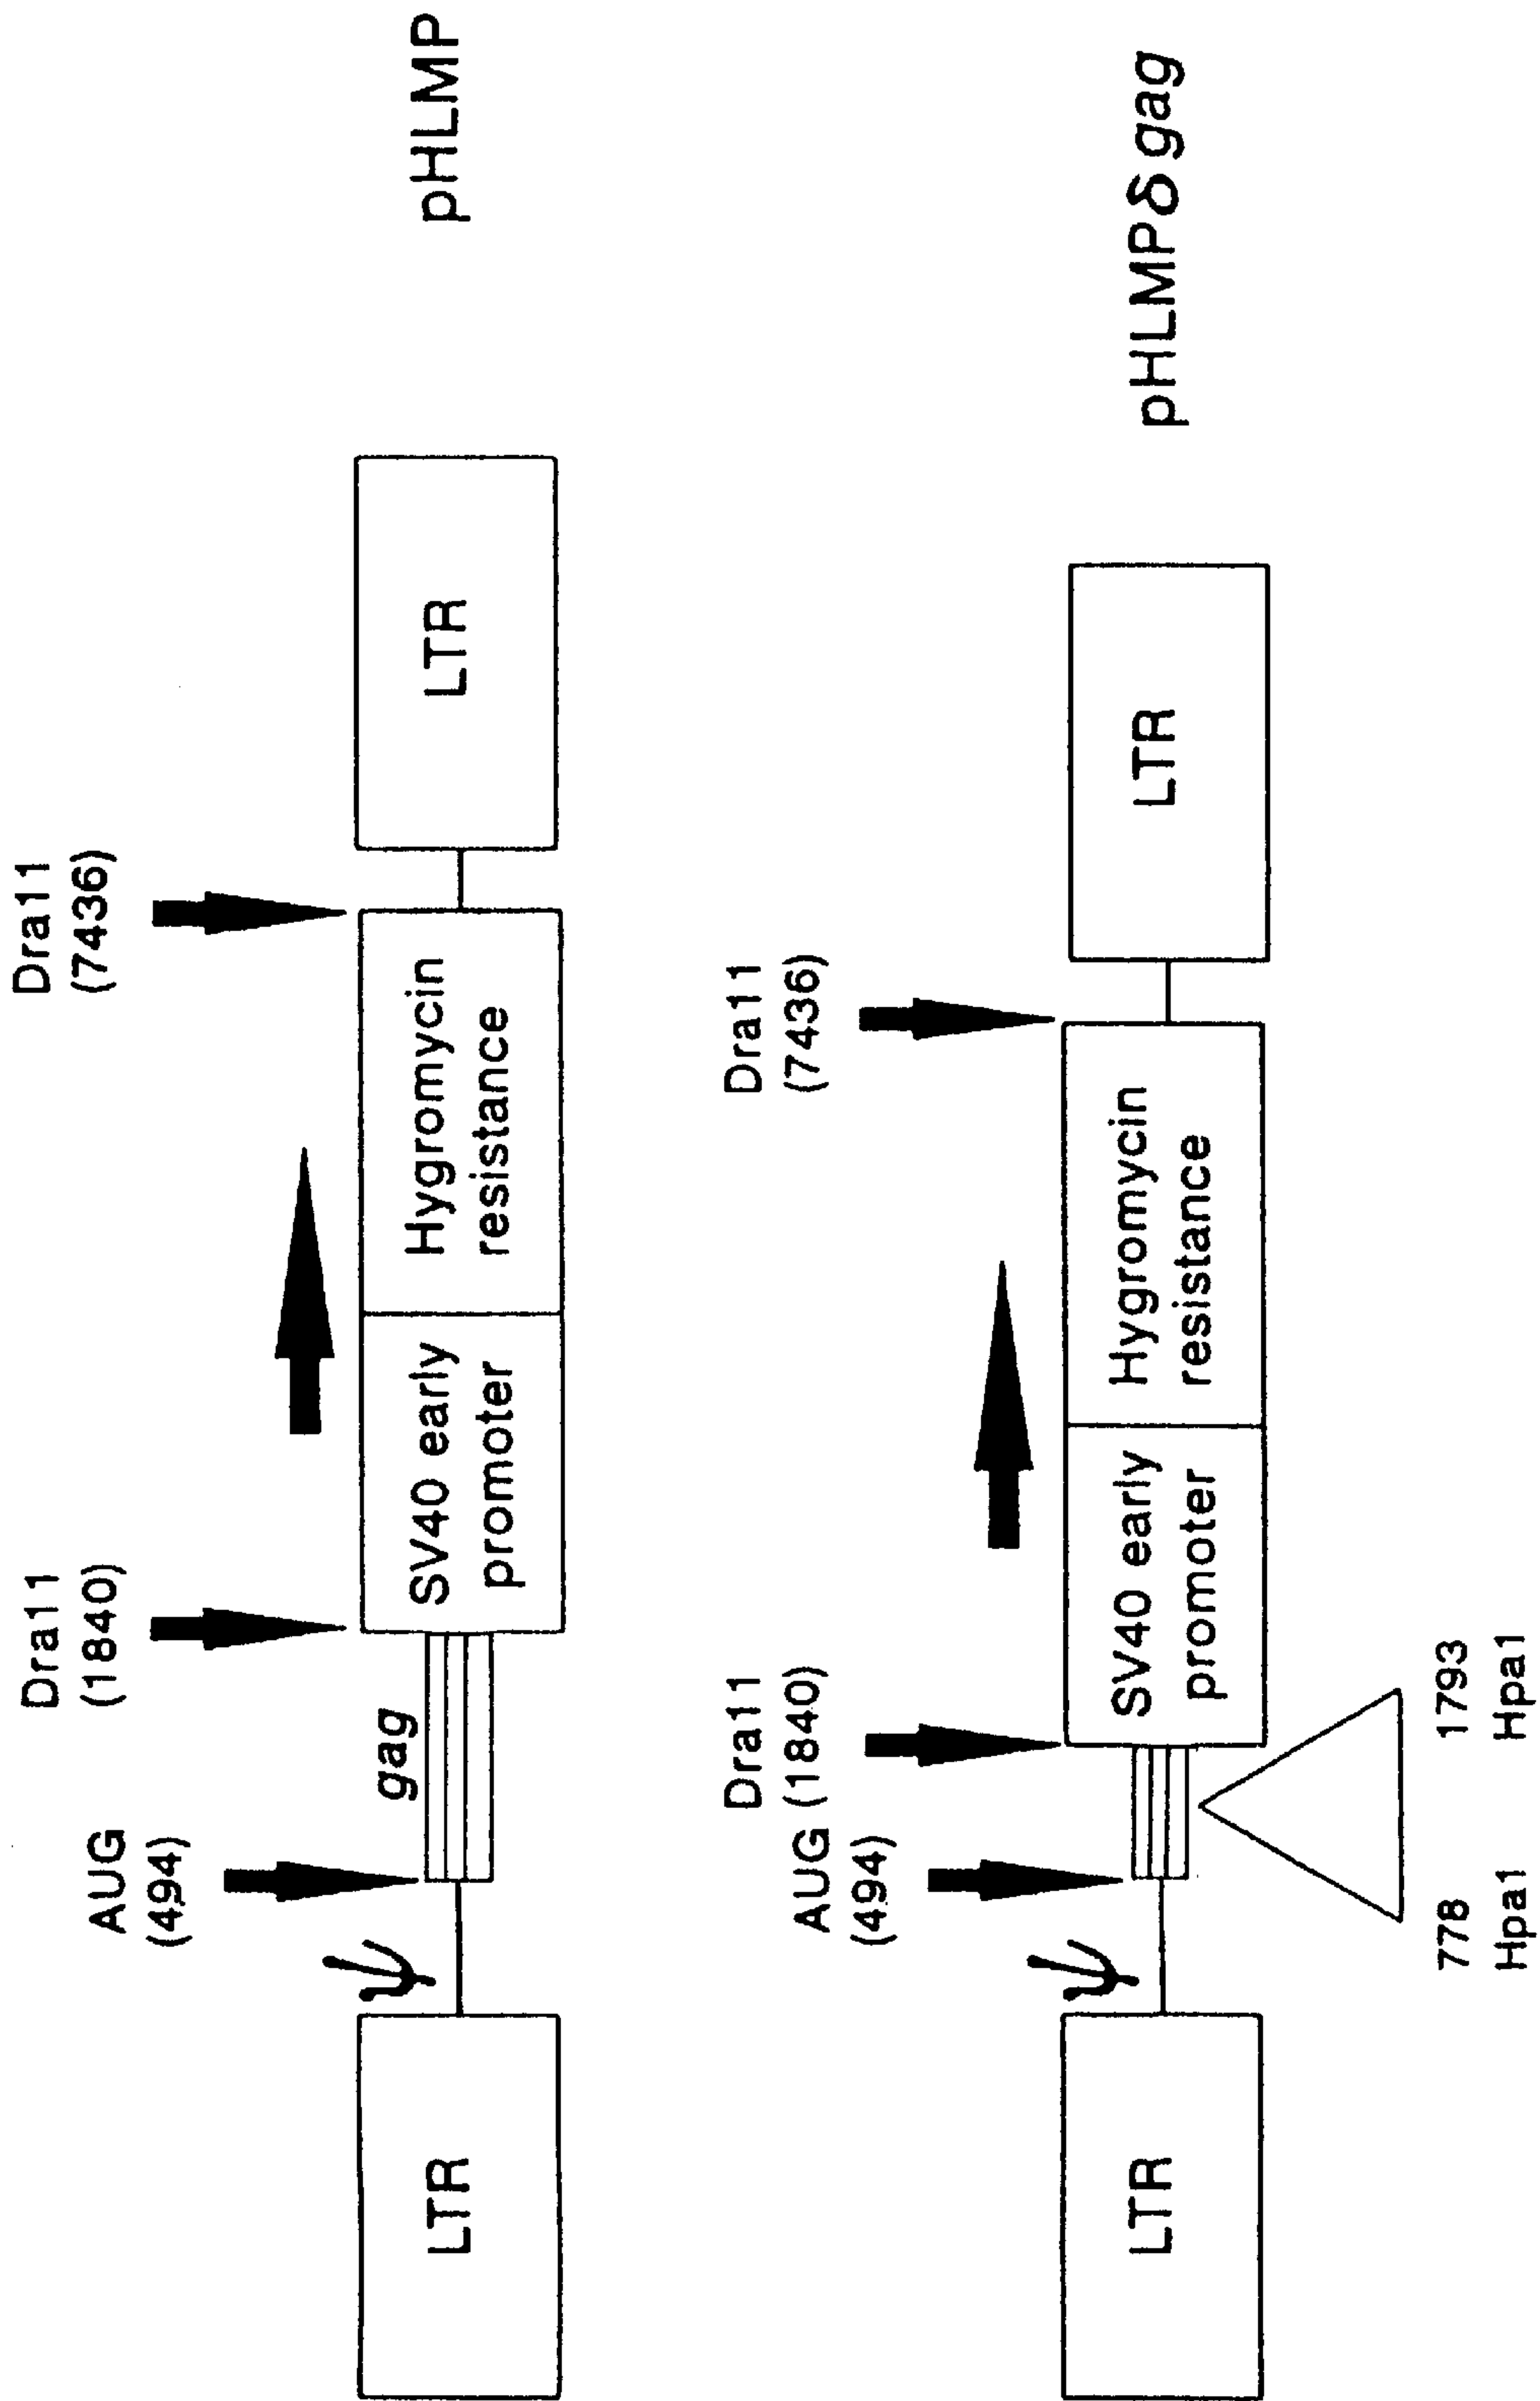 Dra11
(7436)
Dra11
(1840)
AUG
(494)
gag
ψ
LTR
SV40 early
promoter
Hygromycin
resistance
LTR
pHLMP
Dra11
(7436)
Dra11
(1840)
AUG
(494)
ψ
LTR
SV40 early
promoter
Hygromycin
resistance
LTR
pHLMPδgag
778
Hpa1
1793
Hpa1